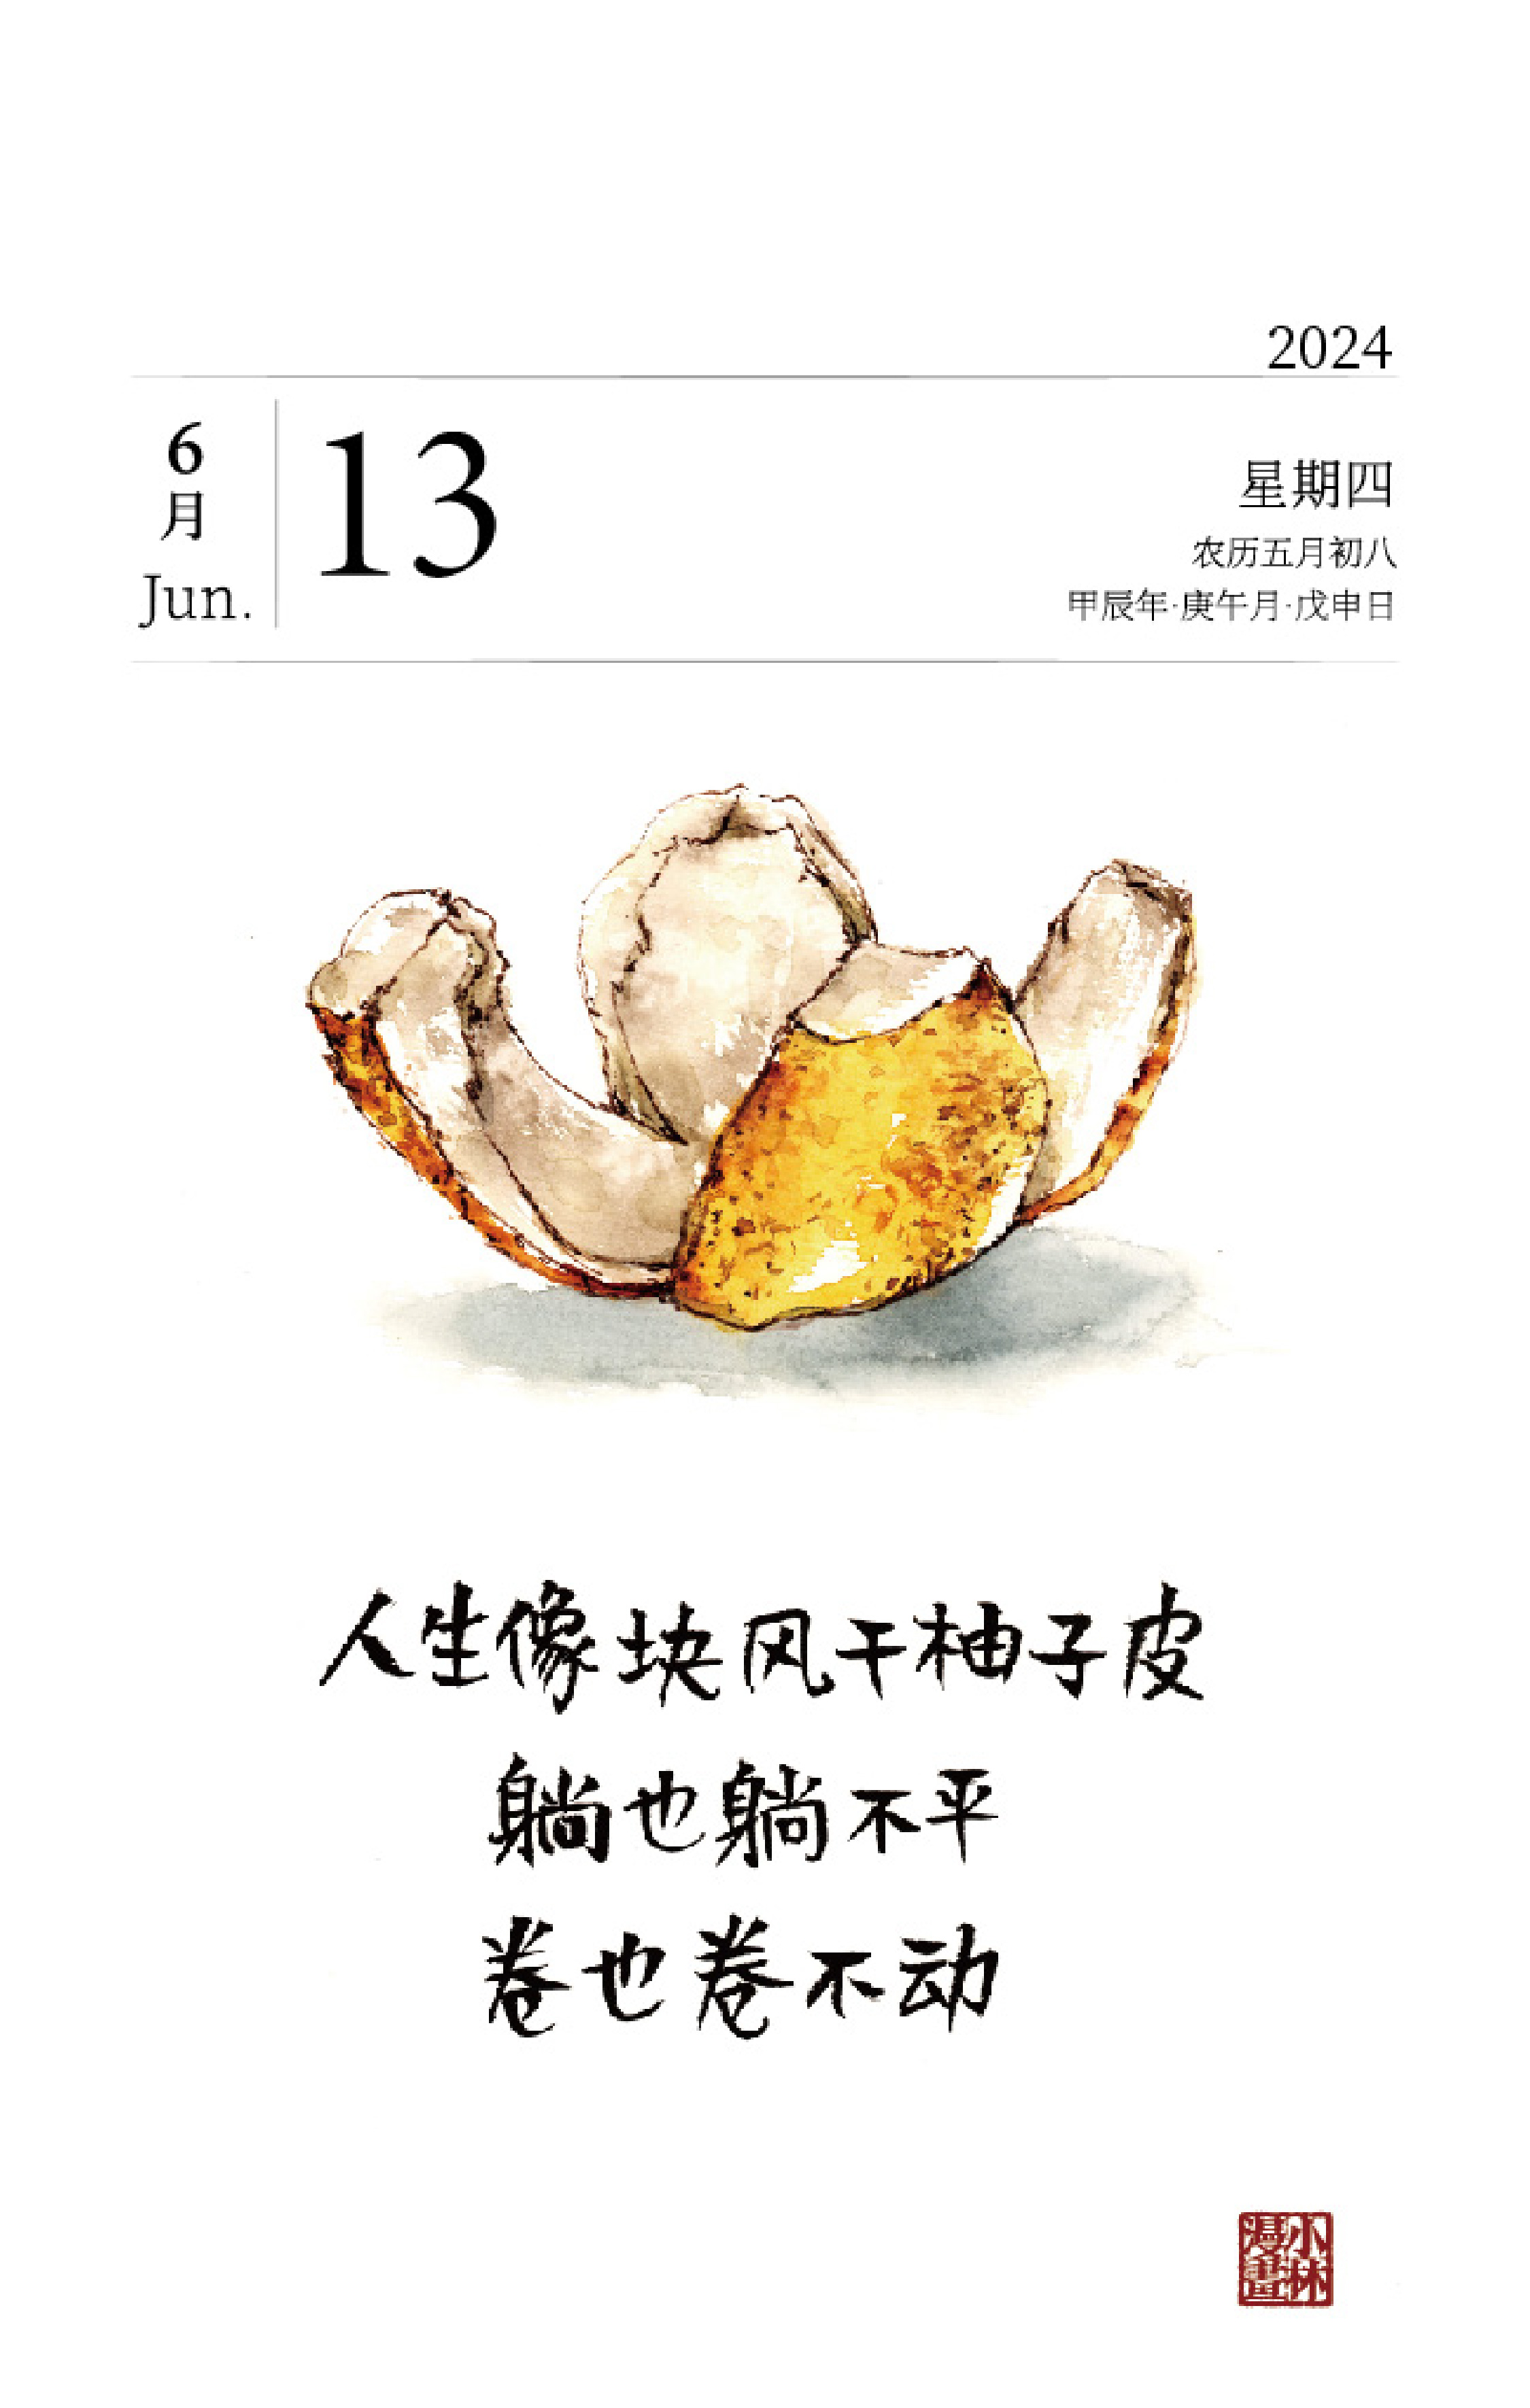 2024
6
月
Jun.
13
星期四
农历五月初八
甲辰年·庚午月·戊申日
人生像块风干柚子皮
躺也躺不平
卷也卷不动
小林
漫畫